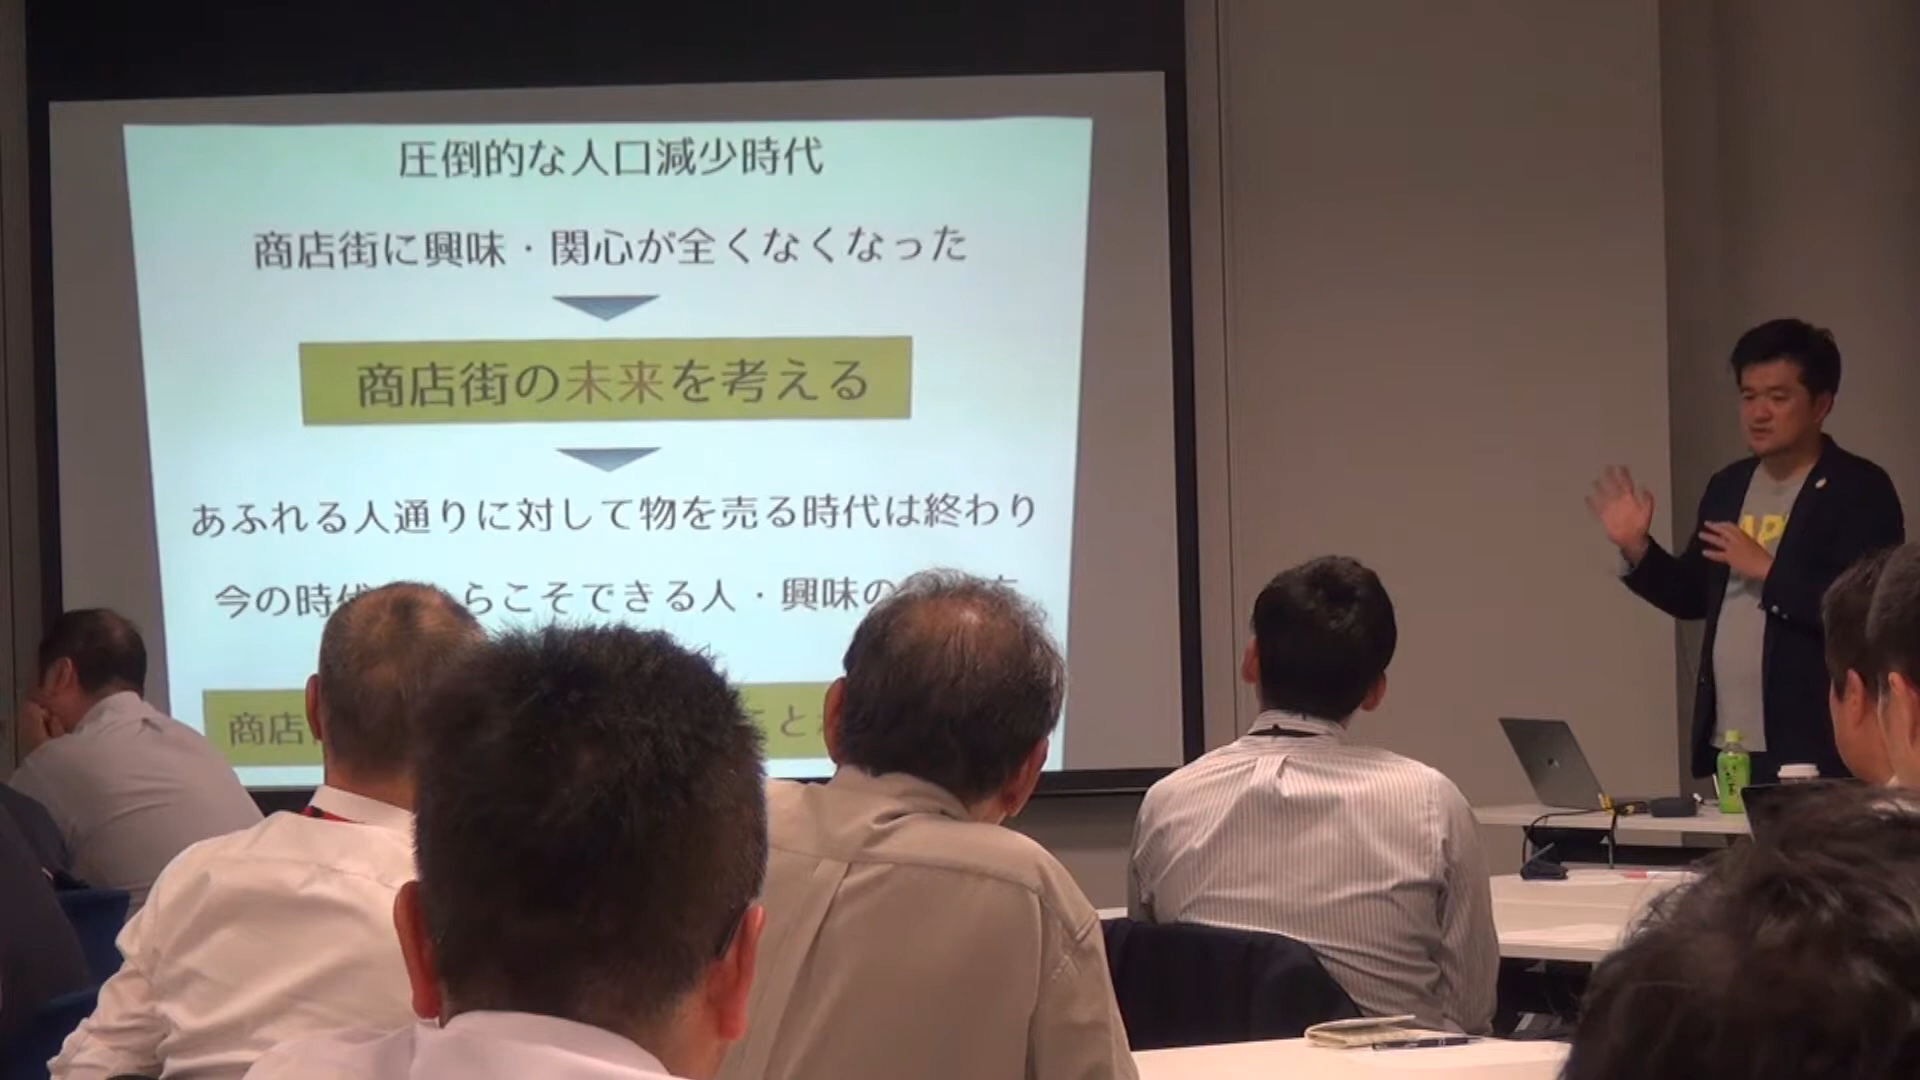 圧倒的な人口減少時代
商店街に興味・関心が全くなくなった
商店街の未来を考える
あふれる人通りに対して物を売る時代は終わり
今の時代 らこそできる人・興味の
商店 こと
AP